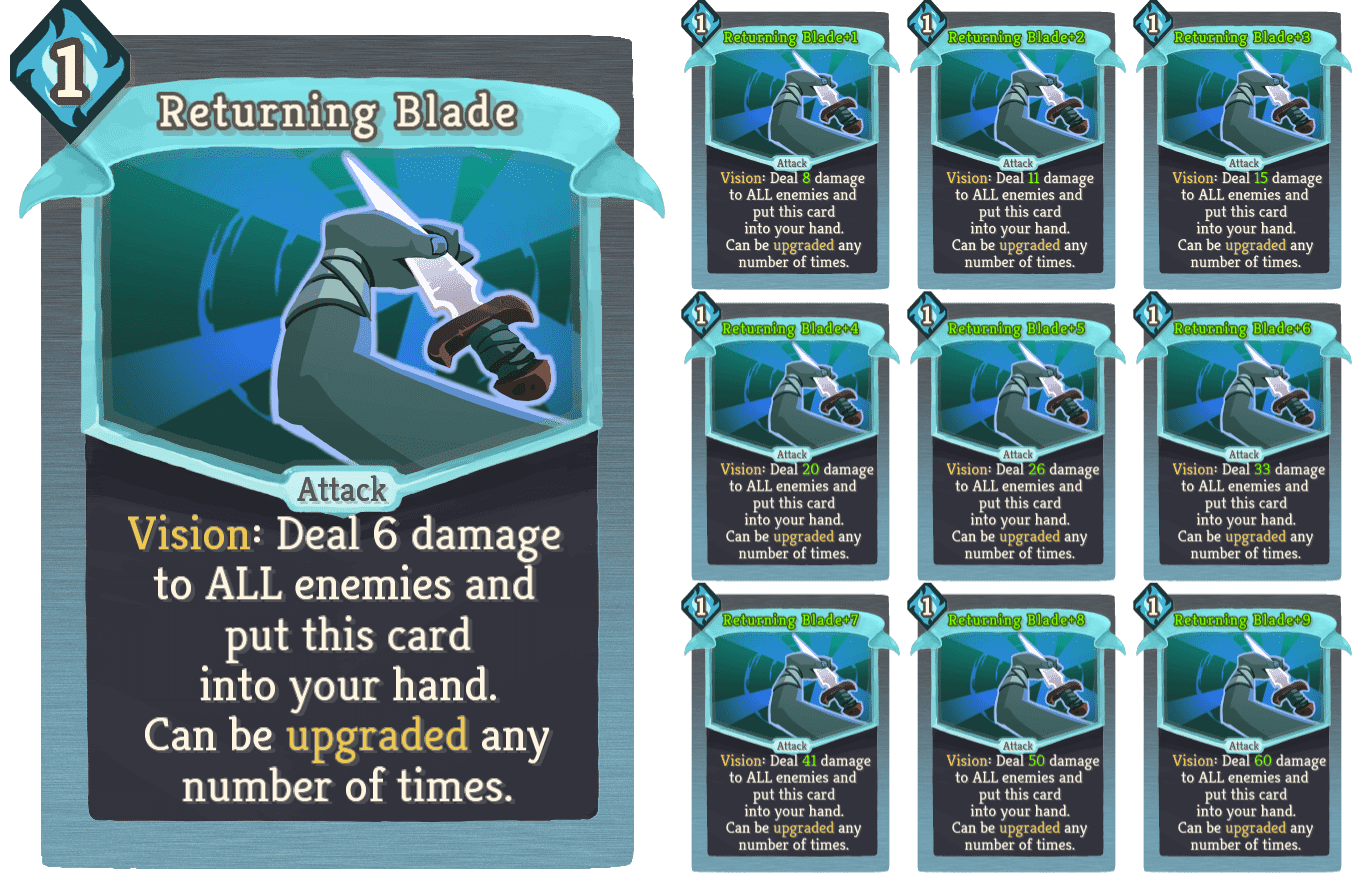 1
Returning Blade
Attack
Vision: Deal 6 damage
to ALL enemies and
put this card
into your hand.
Can be upgraded any
number of times.
1
Returning Blade+1
Attack
Vision: Deal 8 damage
to ALL enemies and
put this card
into your hand.
Can be upgraded any
number of times.
1
Returning Blade+2
Attack
Vision: Deal 11 damage
to ALL enemies and
put this card
into your hand.
Can be upgraded any
number of times.
1
Returning Blade+3
Attack
Vision: Deal 15 damage
to ALL enemies and
put this card
into your hand.
Can be upgraded any
number of times.
1
Returning Blade+4
Attack
Vision: Deal 20 damage
to ALL enemies and
put this card
into your hand.
Can be upgraded any
number of times.
1
Returning Blade+5
Attack
Vision: Deal 26 damage
to ALL enemies and
put this card
into your hand.
Can be upgraded any
number of times.
1
Returning Blade+6
Attack
Vision: Deal 33 damage
to ALL enemies and
put this card
into your hand.
Can be upgraded any
number of times.
1
Returning Blade+7
Attack
Vision: Deal 41 damage
to ALL enemies and
put this card
into your hand.
Can be upgraded any
number of times.
1
Returning Blade+8
Attack
Vision: Deal 50 damage
to ALL enemies and
put this card
into your hand.
Can be upgraded any
number of times.
1
Returning Blade+9
Attack
Vision: Deal 60 damage
to ALL enemies and
put this card
into your hand.
Can be upgraded any
number of times.